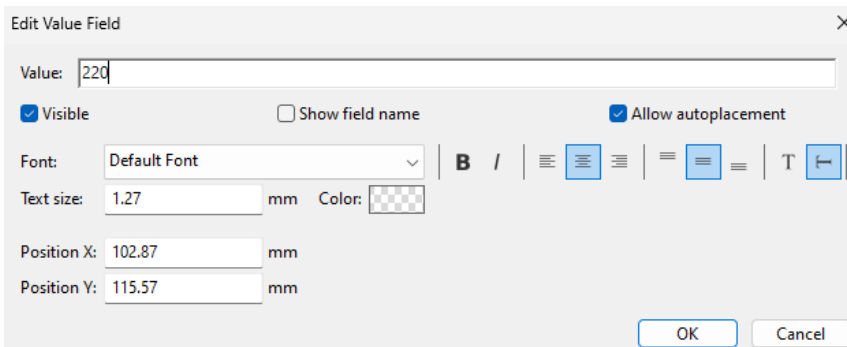 Edit Value Field
Value: 220
Visible Show field name Allow autoplacement
Font: Default Font B I T T
Text size: 1.27 mm Color:
Position X: 102.87 mm
Position Y: 115.57 mm
OK Cancel